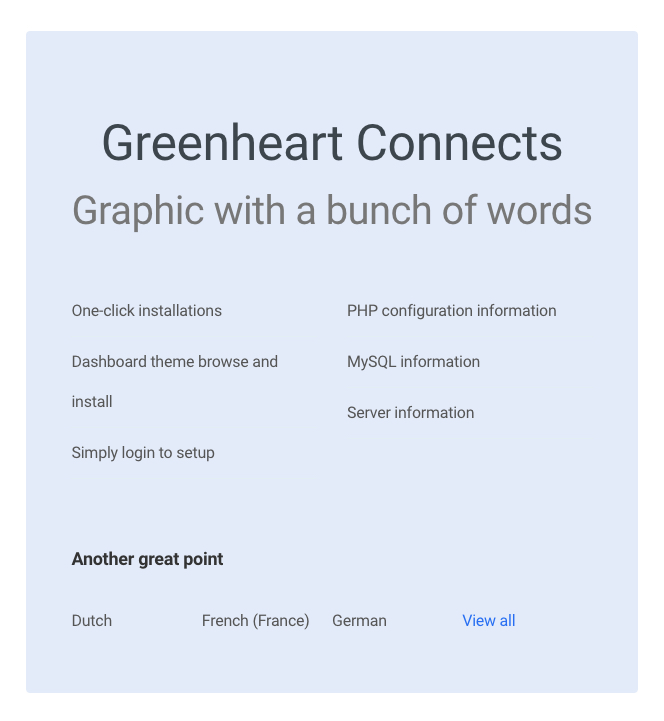 Greenheart Connects
Graphic with a bunch of words
One-click installations
Dashboard theme browse and
install
Simply login to setup
PHP configuration information
MySQL information
Server information
Another great point
Dutch
French (France)
German
View all